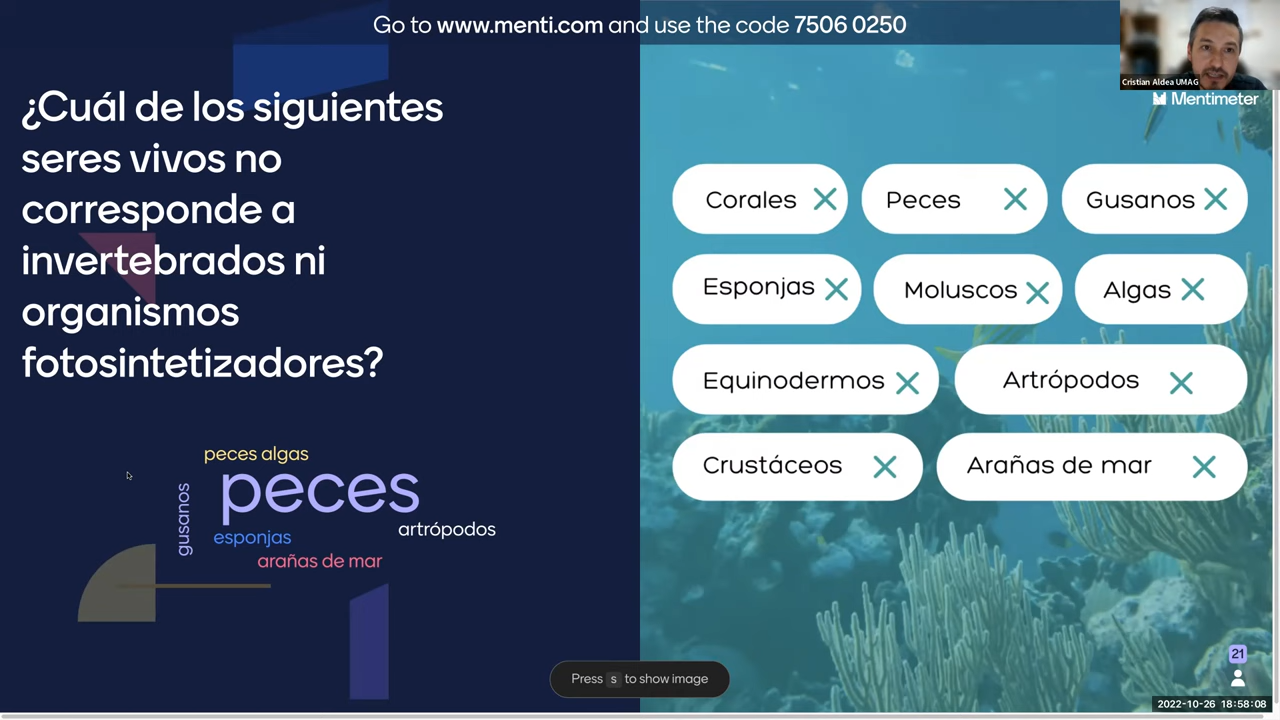 Go to www.menti.com and use the code 7506 0250
Cristian Aldea UMAG
Mentimeter
¿Cuál de los siguientes
seres vivos no
corresponde a
invertebrados ni
organismos
fotosintetizadores?
peces algas
peces
gusanos
esponjas
artrópodos
arañas de mar
Corales
Peces
Gusanos
Esponjas
Moluscos
Algas
Equinodermos
Artrópodos
Crustáceos
Arañas de mar
Press s to show image
21
2022-10-26 18:58:08